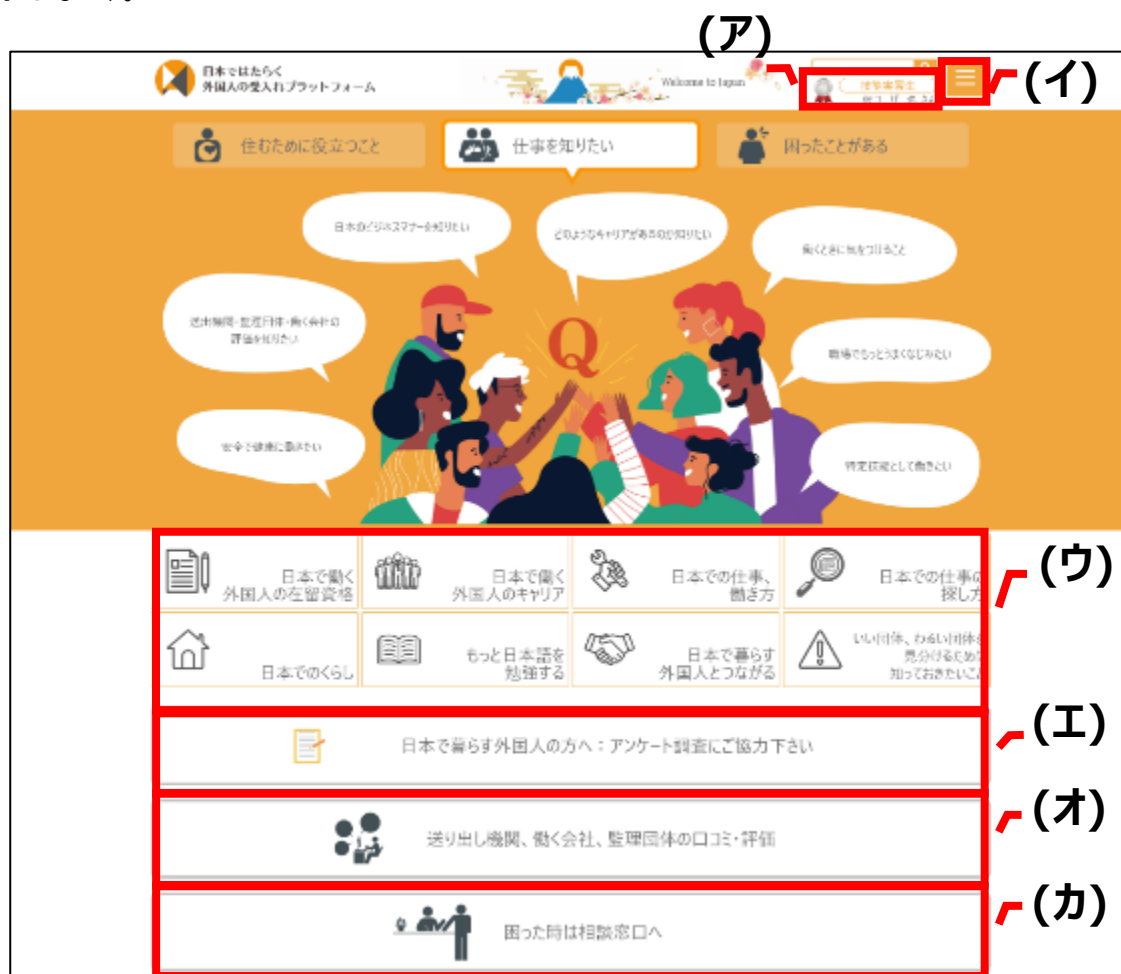 (ア)
(イ)
日本ではたらく
外国人の受入れプラットフォーム
Welcome to Japan
技能実習生
住むために役立つこと
仕事を知りたい
困ったことがある
日本のビジネスマナーを知りたい
どのようなキャリアがあるのか知りたい
働くときに気をつけること
送出機関・監理団体・働く会社の
評価を知りたい
職場でもっとうまくなじみたい
安全で健康に働きたい
特定技能として働きたい
Q
(ウ)
日本で働く
外国人の在留資格
日本で働く
外国人のキャリア
日本での仕事、
働き方
日本での仕事の
探し方
日本でのくらし
もっと日本語を
勉強する
日本で暮らす
外国人とつながる
いい団体、わるい団体を
見分けるために
知っておきたいこと
(エ)
日本で暮らす外国人の方へ：アンケート調査にご協力下さい
(オ)
送り出し機関、働く会社、監理団体の口コミ・評価
(カ)
困った時は相談窓口へ